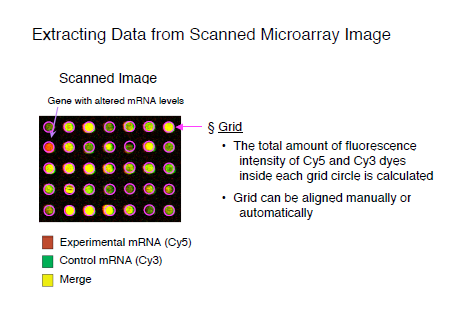 Extracting Data from Scanned Microarray Image
Scanned Image
Gene with altered mRNA levels
§ Grid
• The total amount of fluorescence
intensity of Cy5 and Cy3 dyes
inside each grid circle is calculated
• Grid can be aligned manually or
automatically
Experimental mRNA (Cy5)
Control mRNA (Cy3)
Merge